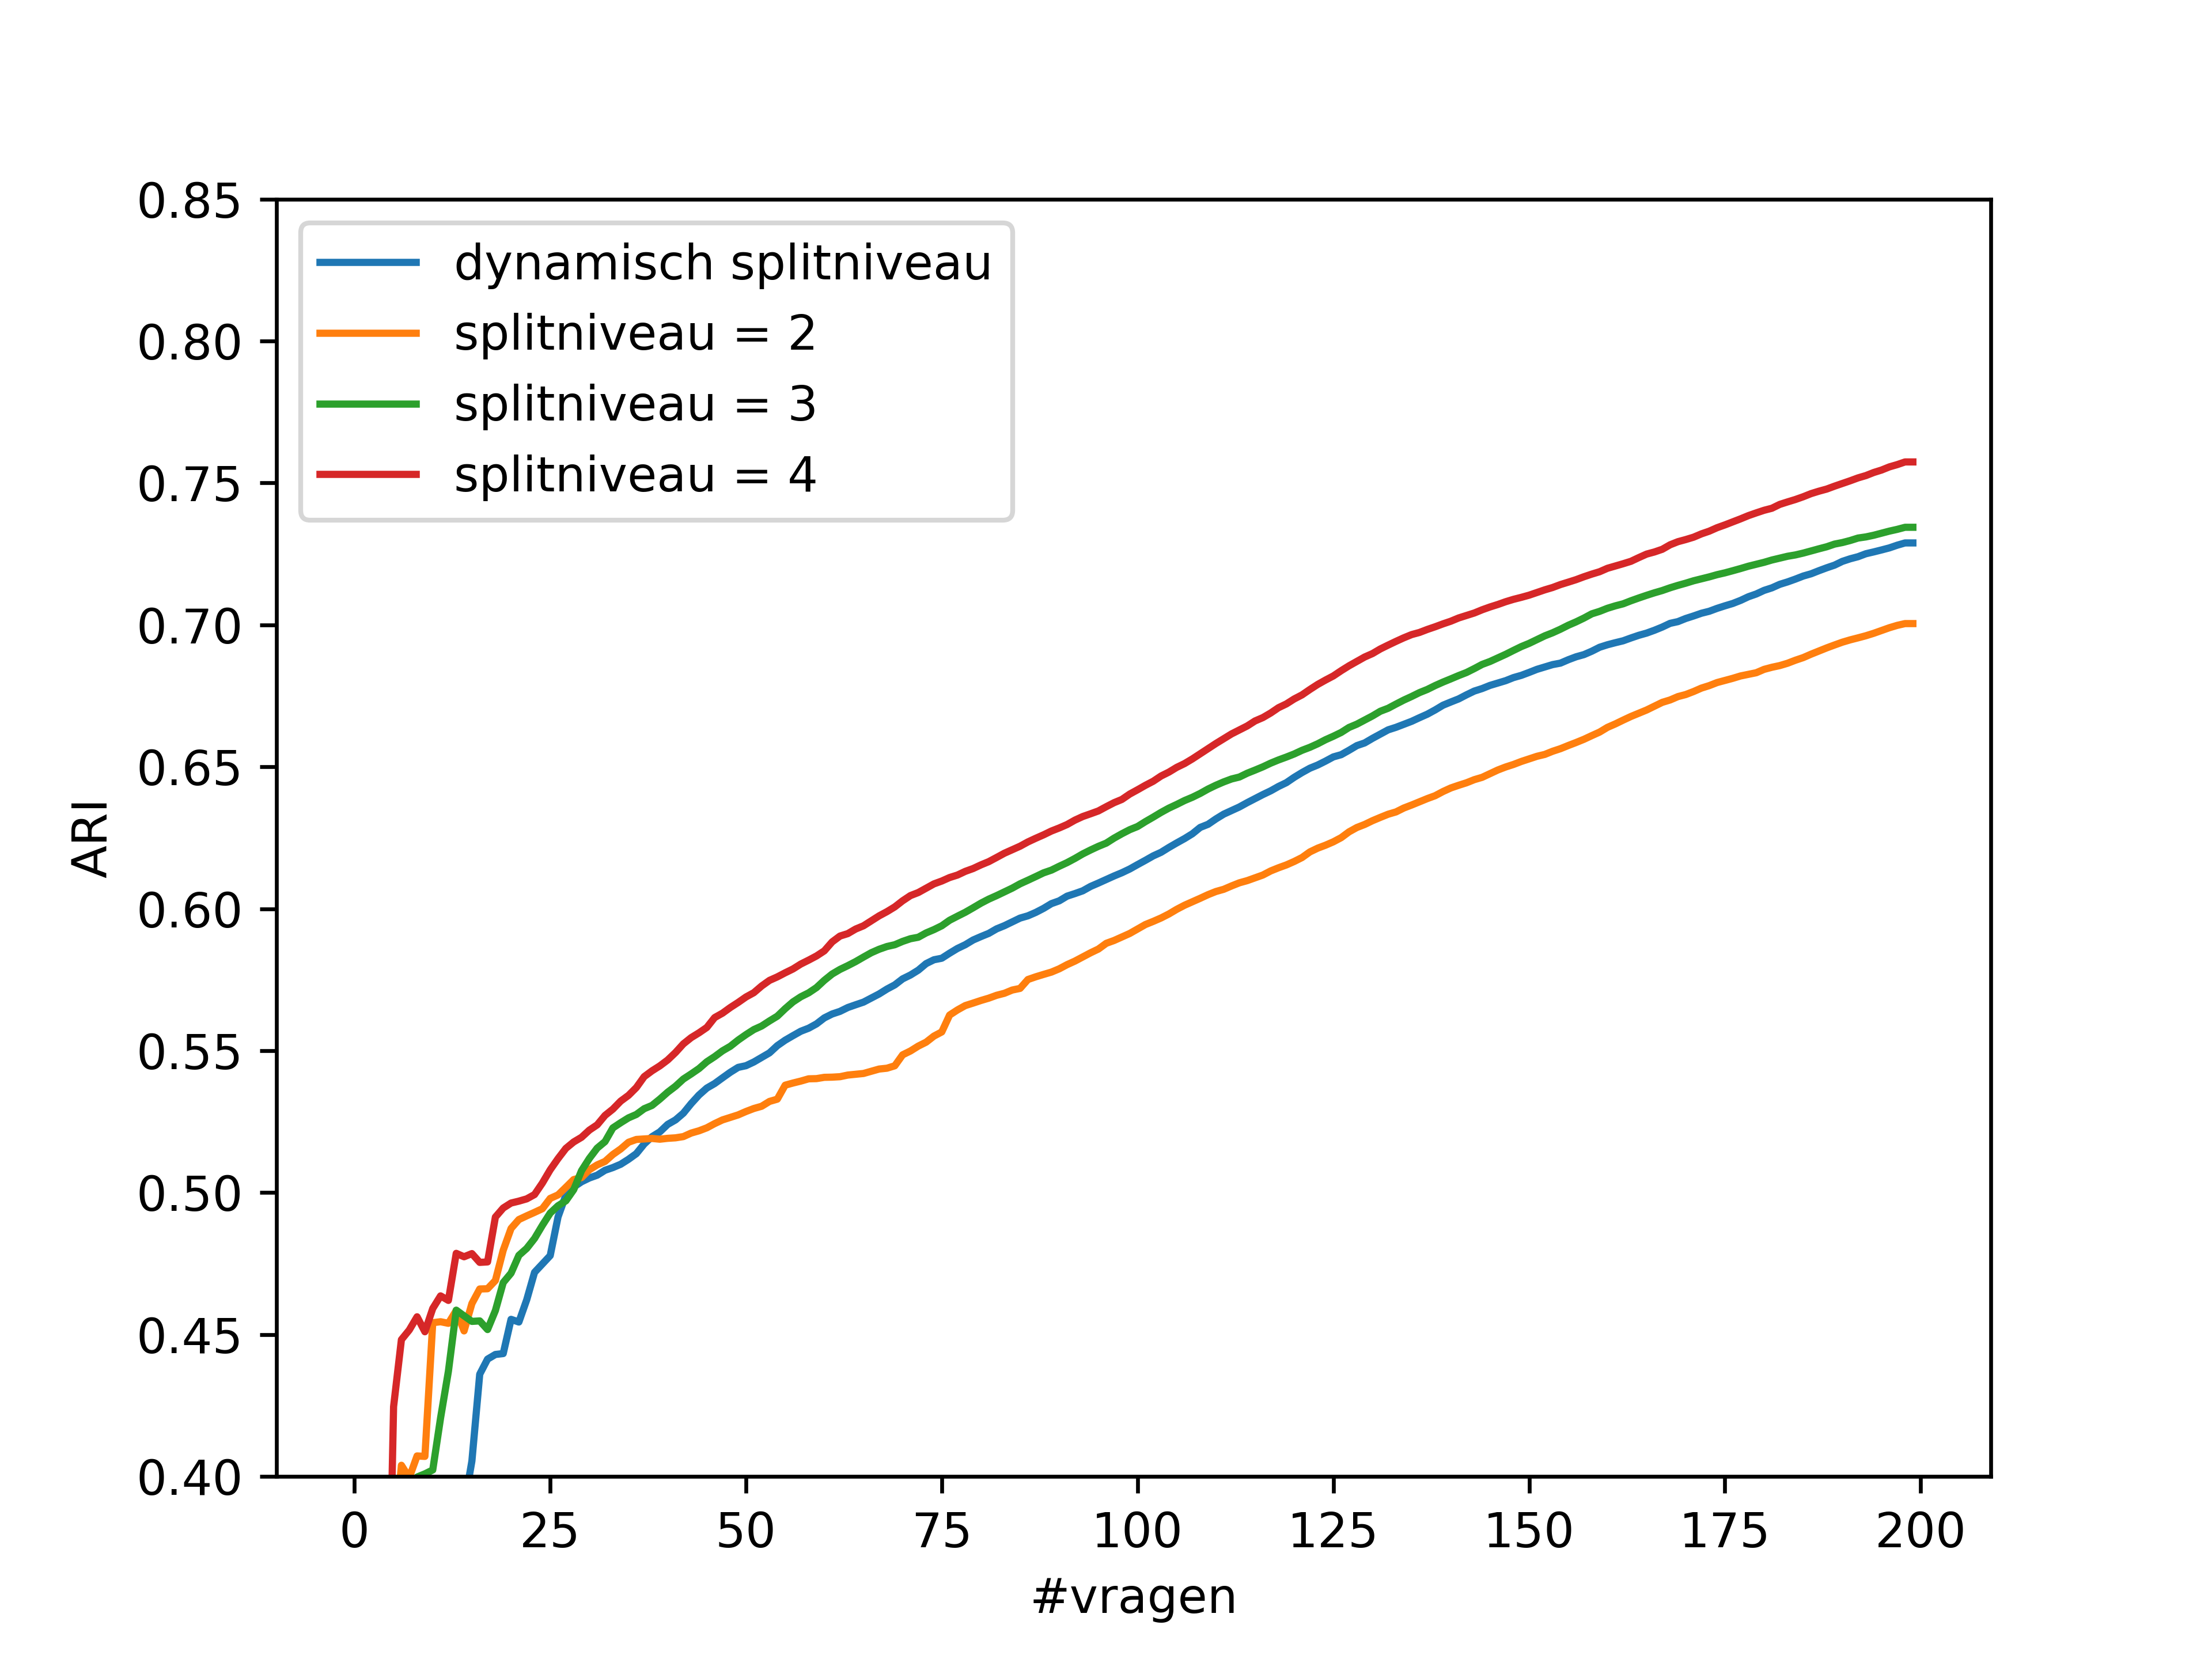 dynamisch splitniveau
splitniveau = 2
splitniveau = 3
splitniveau = 4
0.85
0.80
0.75
0.70
0.65
0.60
0.55
0.50
0.45
0.40
ARI
0 25 50 75 100 125 150 175 200
#vragen